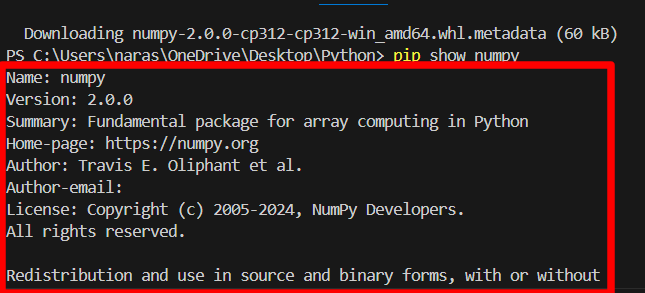 Downloading numpy-2.0.0-cp312-cp312-win_amd64.whl.metadata (60 kB)
PS C:\Users\naras\OneDrive\Desktop\Python> pip show numpy
Name: numpy
Version: 2.0.0
Summary: Fundamental package for array computing in Python
Home-page: https://numpy.org
Author: Travis E. Oliphant et al.
Author-email:
License: Copyright (c) 2005-2024, NumPy Developers.
All rights reserved.
Redistribution and use in source and binary forms, with or without